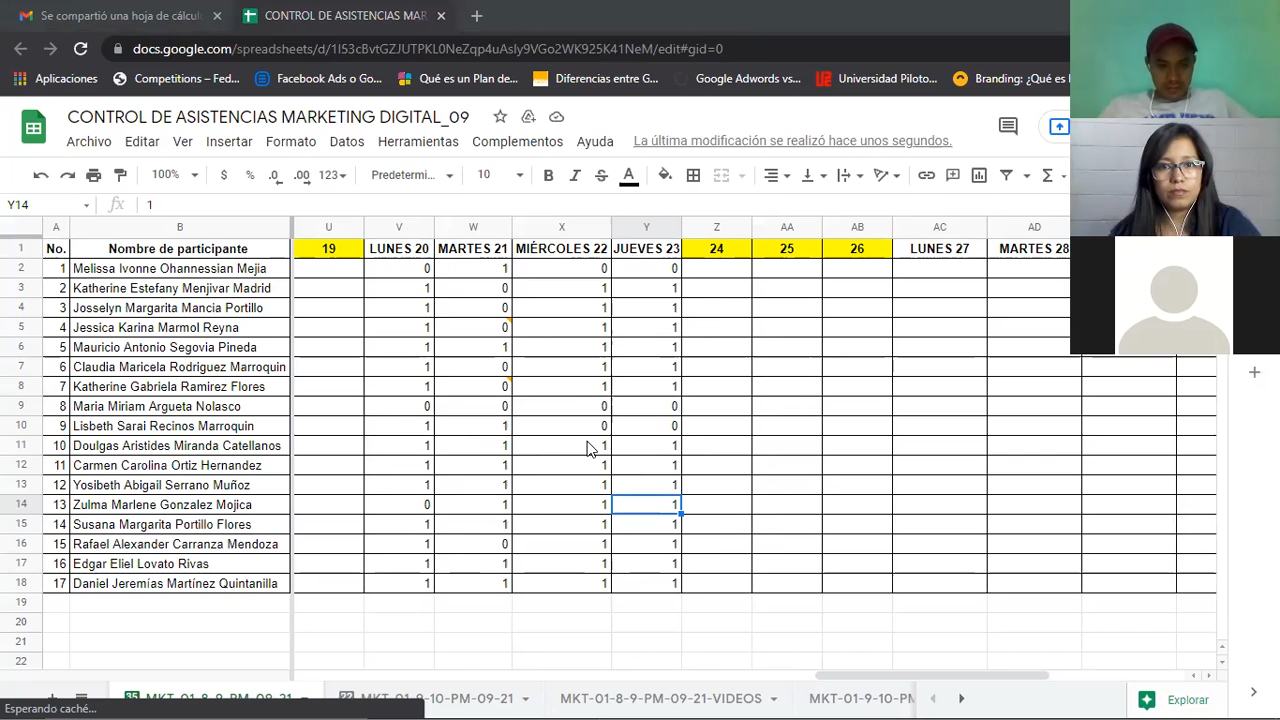 Se compartió una hoja de cálcu
CONTROL DE ASISTENCIAS MAR
docs.google.com/spreadsheets/d/1I53cBvtGZJUTPKL0NeZqp4uAsly9VGo2WK925K41NeM/edit#gid=0
Aplicaciones Competitions – Fed... Facebook Ads o Go... Qué es un Plan de... Diferencias entre G... Google Adwords vs... Universidad Piloto... Branding: ¿Qué es
CONTROL DE ASISTENCIAS MARKETING DIGITAL_09
Archivo Editar Ver Insertar Formato Datos Herramientas Complementos Ayuda La última modificación se realizó hace unos segundos.
100% $ % .0 .00 123 Predetermi... 10 B I S A
Y14 fx 1
A B U V W X Y Z AA AB AC AD
1 No. Nombre de participante 19 LUNES 20 MARTES 21 MIÉRCOLES 22 JUEVES 23 24 25 26 LUNES 27 MARTES 28
2 1 Melissa Ivonne Ohannessian Mejia 0 1 0 0
3 2 Katherine Estefany Menjivar Madrid 1 0 1 1
4 3 Josselyn Margarita Mancia Portillo 1 0 1 1
5 4 Jessica Karina Marmol Reyna 1 0 1 1
6 5 Mauricio Antonio Segovia Pineda 1 1 1 1
7 6 Claudia Maricela Rodriguez Marroquin 1 0 1 1
8 7 Katherine Gabriela Ramirez Flores 1 0 1 1
9 8 Maria Miriam Argueta Nolasco 0 0 0 0
10 9 Lisbeth Sarai Recinos Marroquin 1 1 0 0
11 10 Doulgas Aristides Miranda Catellanos 1 1 1 1
12 11 Carmen Carolina Ortiz Hernandez 1 1 1 1
13 12 Yosibeth Abigail Serrano Muñoz 1 1 1 1
14 13 Zulma Marlene Gonzalez Mojica 0 1 1 1
15 14 Susana Margarita Portillo Flores 1 1 1 1
16 15 Rafael Alexander Carranza Mendoza 1 0 1 1
17 16 Edgar Eliel Lovato Rivas 1 1 1 1
18 17 Daniel Jeremías Martínez Quintanilla 1 1 1 1
19
20
21
22
MKT-01-8-9-PM-09-21 MKT-01-9-10-PM-09-21 MKT-01-8-9-PM-09-21-VIDEOS MKT-01-9-10-PM Explorar
Esperando caché...